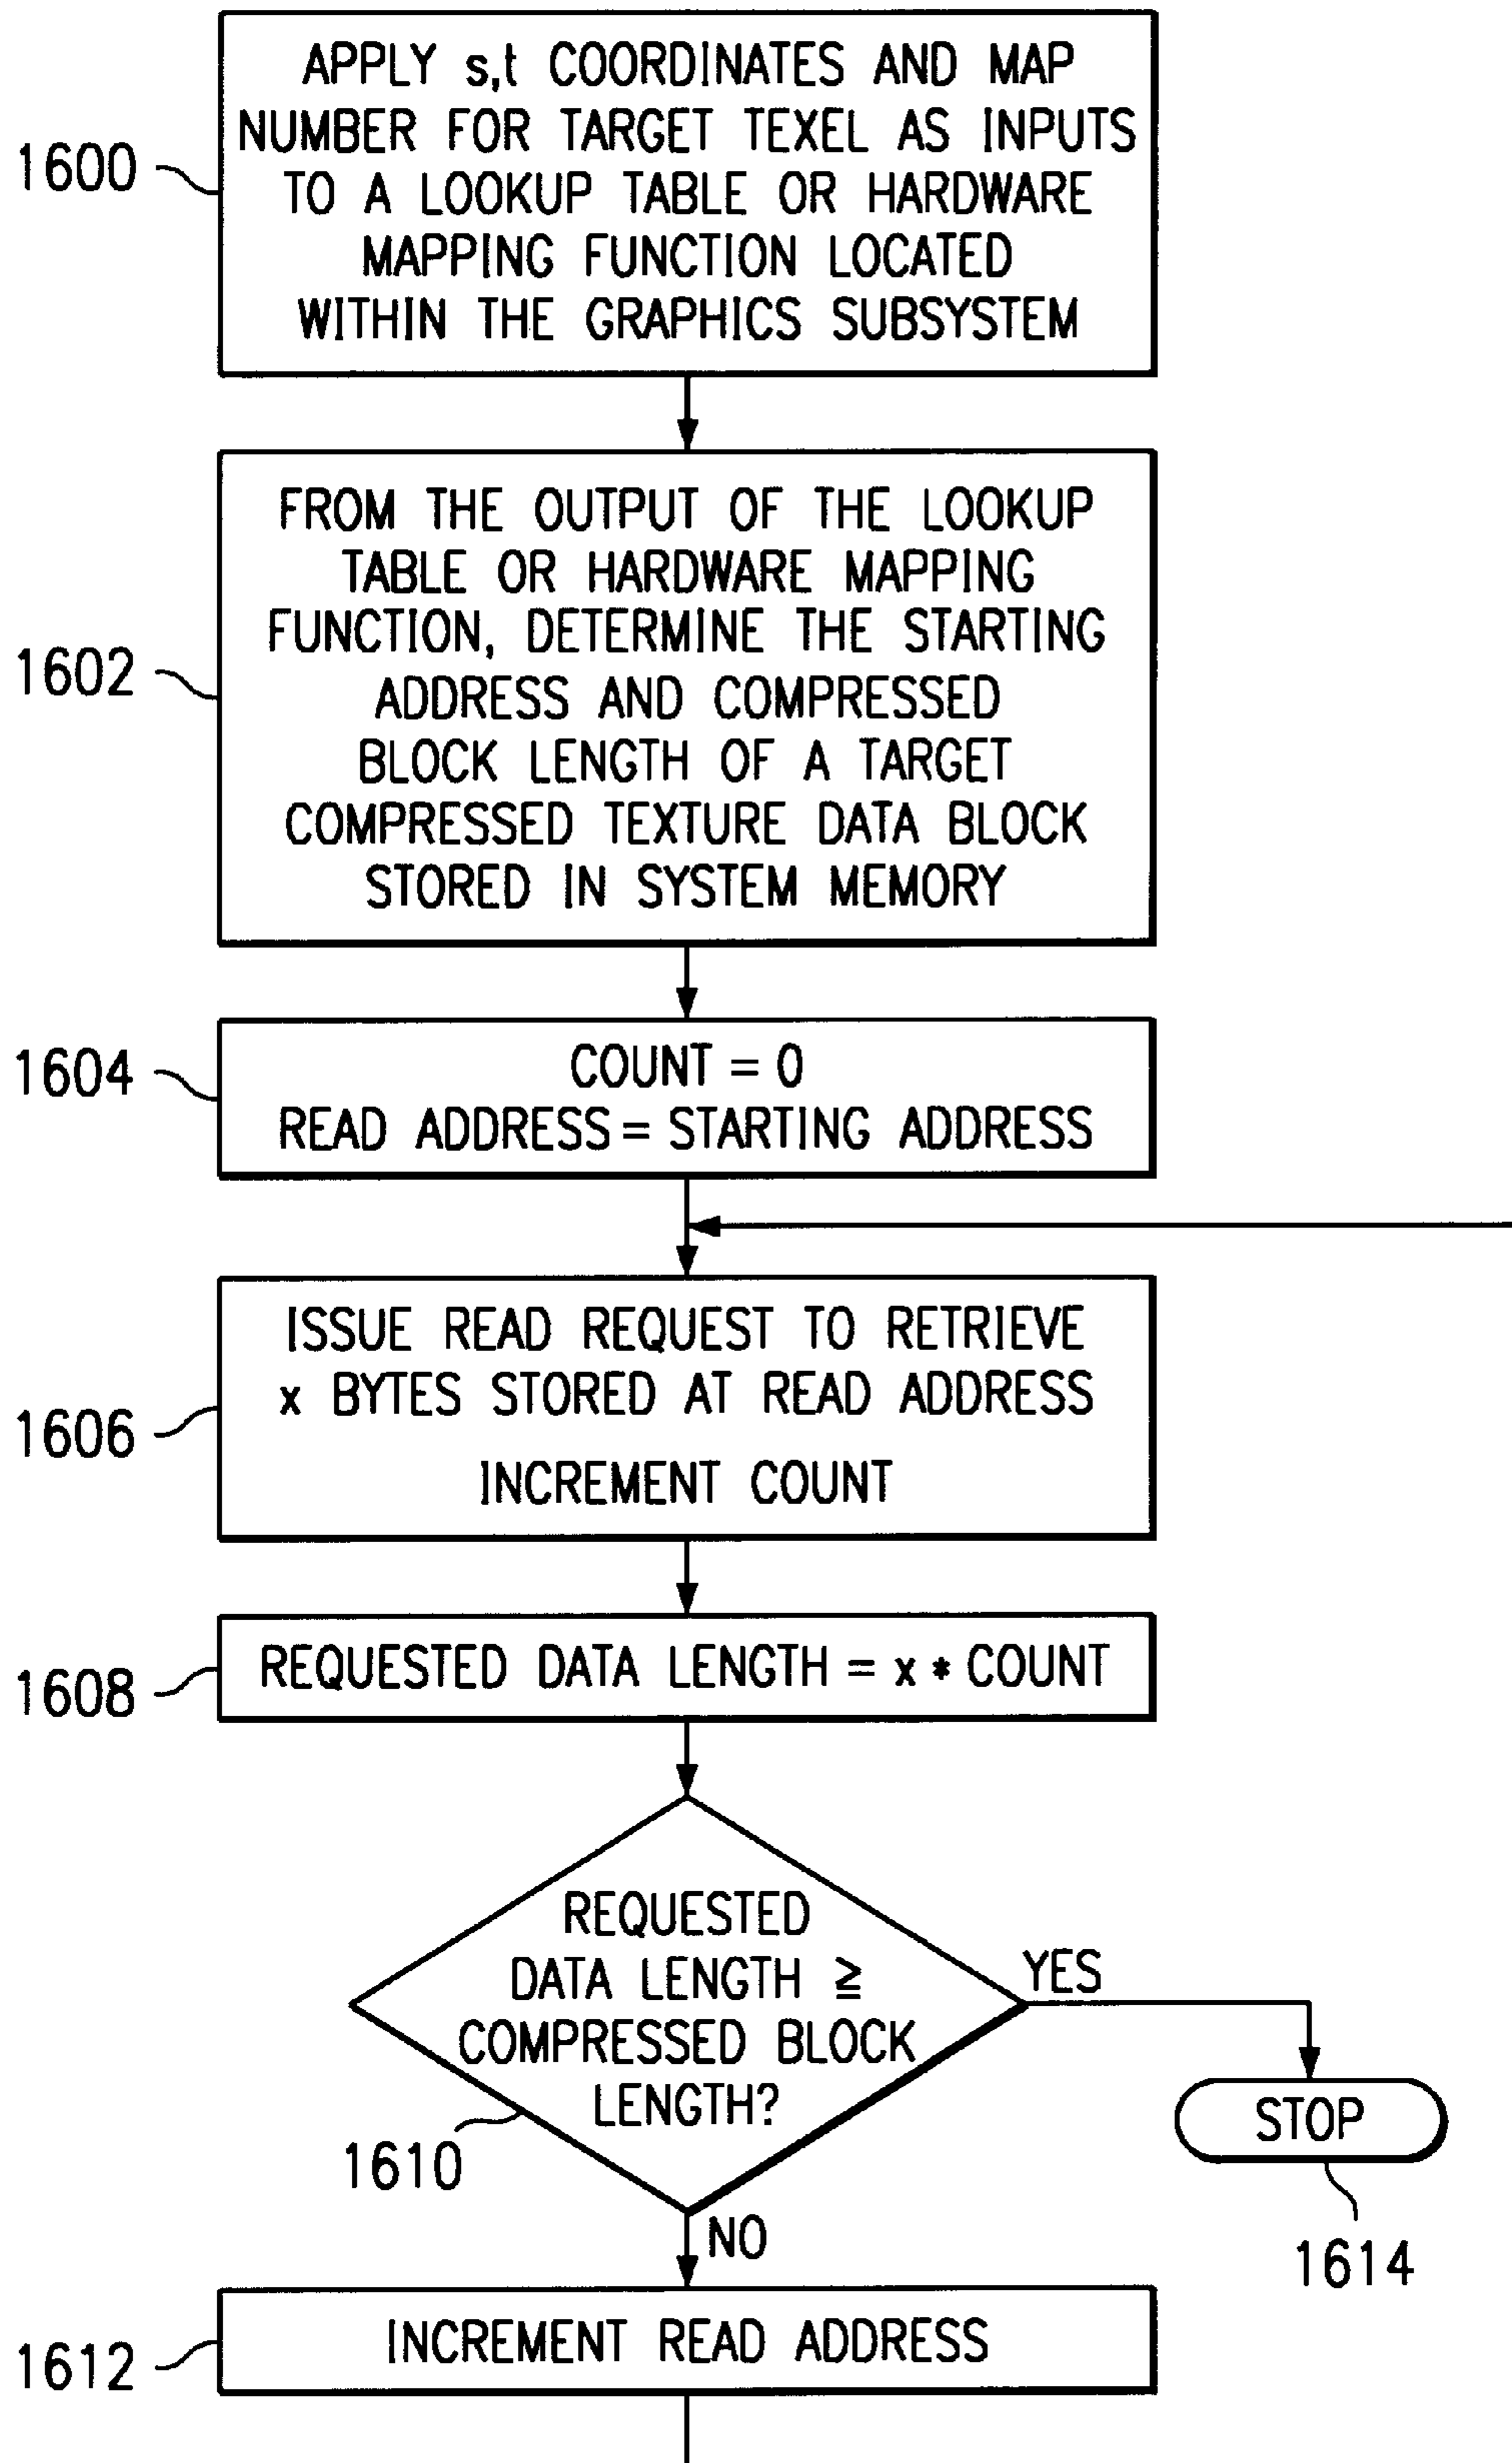 APPLY s,t COORDINATES AND MAP
NUMBER FOR TARGET TEXEL AS INPUTS
TO A LOOKUP TABLE OR HARDWARE
MAPPING FUNCTION LOCATED
WITHIN THE GRAPHICS SUBSYSTEM
1600
FROM THE OUTPUT OF THE LOOKUP
TABLE OR HARDWARE MAPPING
FUNCTION, DETERMINE THE STARTING
ADDRESS AND COMPRESSED
BLOCK LENGTH OF A TARGET
COMPRESSED TEXTURE DATA BLOCK
STORED IN SYSTEM MEMORY
1602
COUNT = 0
READ ADDRESS = STARTING ADDRESS
1604
ISSUE READ REQUEST TO RETRIEVE
x BYTES STORED AT READ ADDRESS
INCREMENT COUNT
1606
REQUESTED DATA LENGTH = x * COUNT
1608
REQUESTED
DATA LENGTH ≥
COMPRESSED BLOCK
LENGTH?
1610
YES
STOP
1614
NO
INCREMENT READ ADDRESS
1612